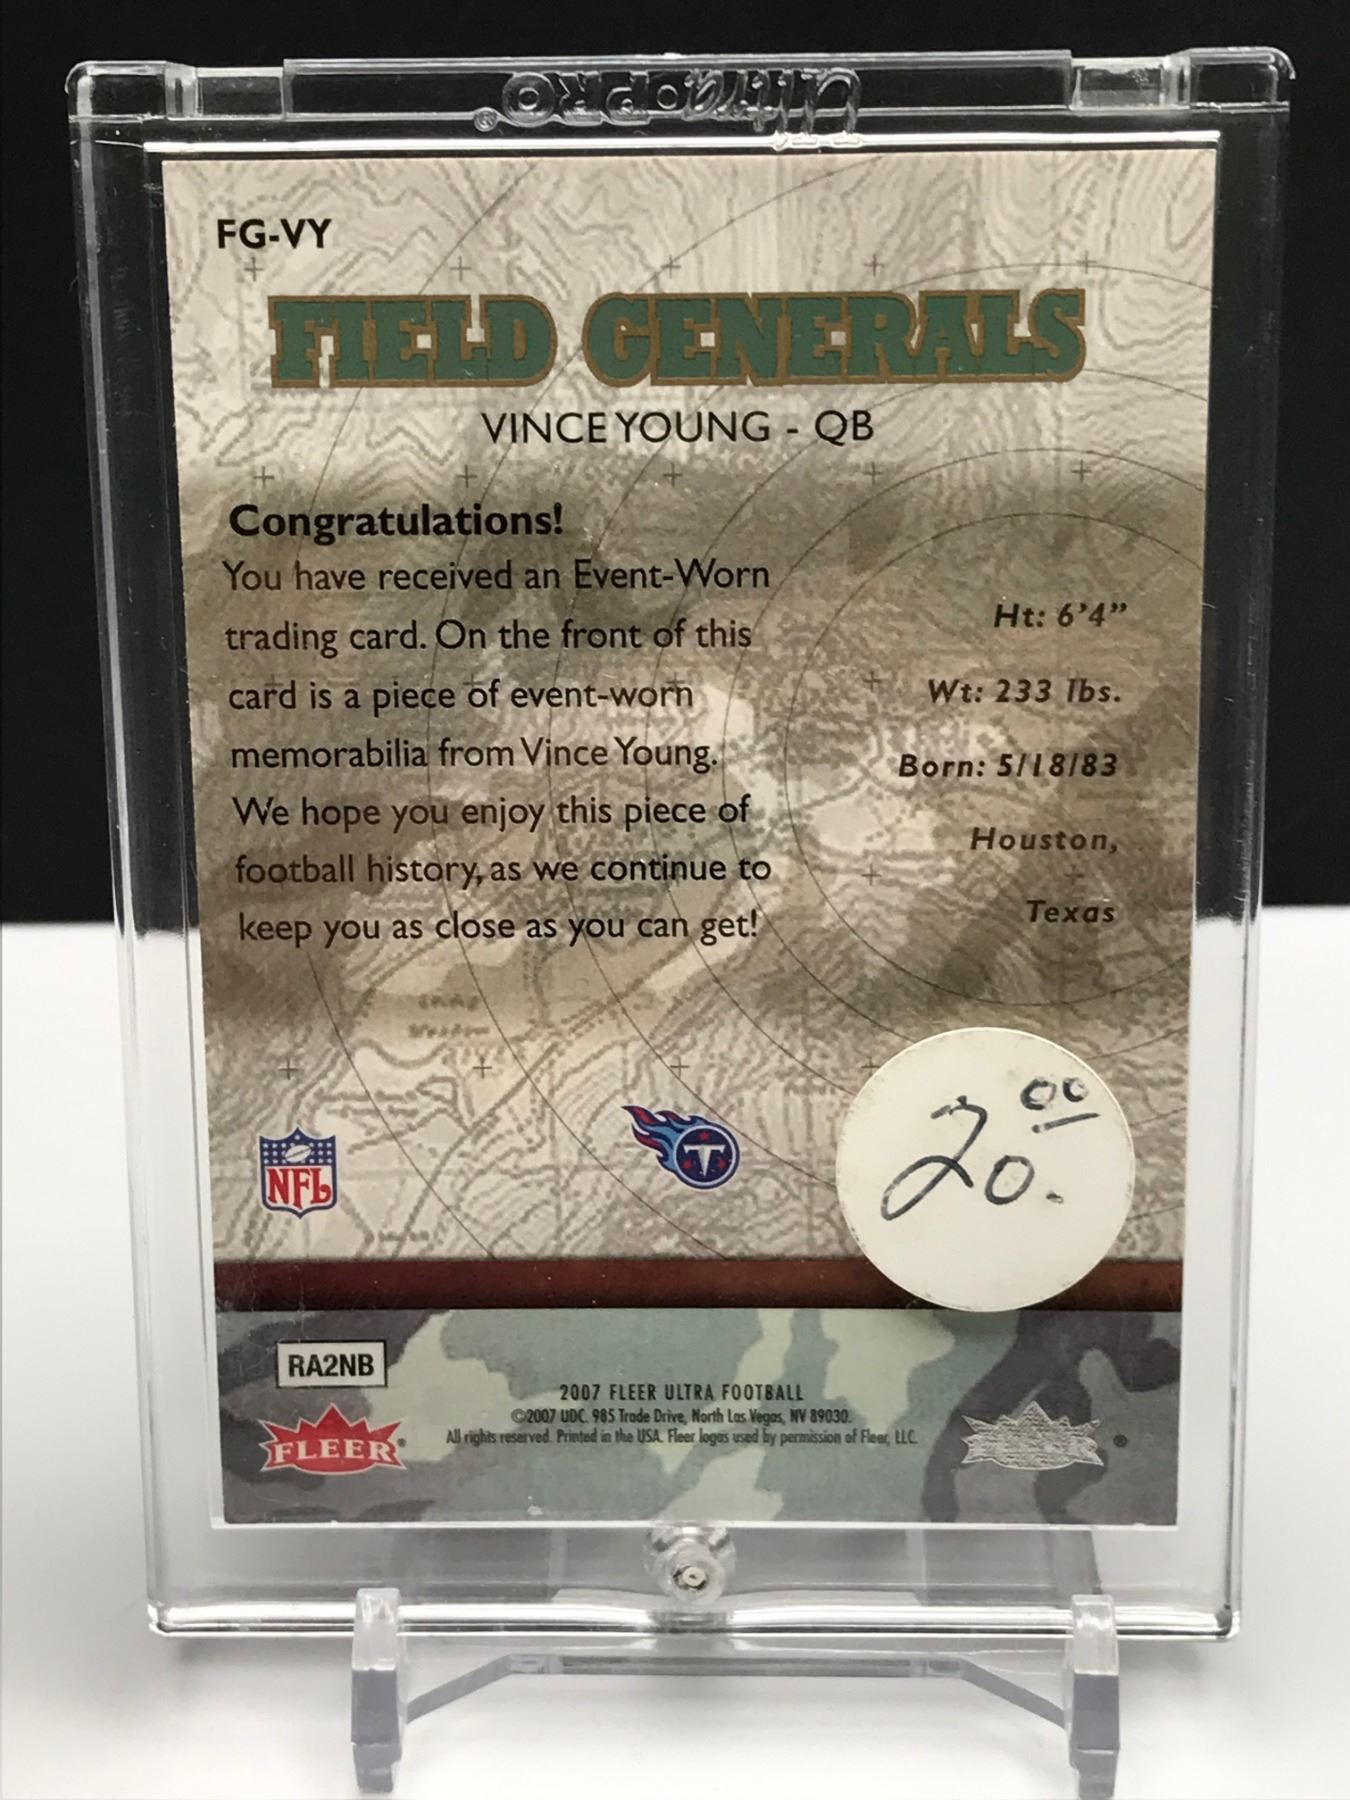 UltraPRO®
FG-VY
FIELD GENERALS
VINCE YOUNG - QB
Congratulations!
You have received an Event-Worn
trading card. On the front of this
card is a piece of event-worn
memorabilia from Vince Young.
We hope you enjoy this piece of
football history, as we continue to
keep you as close as you can get!
Ht: 6’4”
Wt: 233 lbs.
Born: 5/18/83
Houston,
Texas
NFL
T
20.00
RA2NB
FLEER®
2007 FLEER ULTRA FOOTBALL
©2007 UDC. 985 Trade Drive, North Las Vegas, NV 89030.
All rights reserved. Printed in the USA. Fleer logos used by permission of Fleer, LLC.
FLEER ®